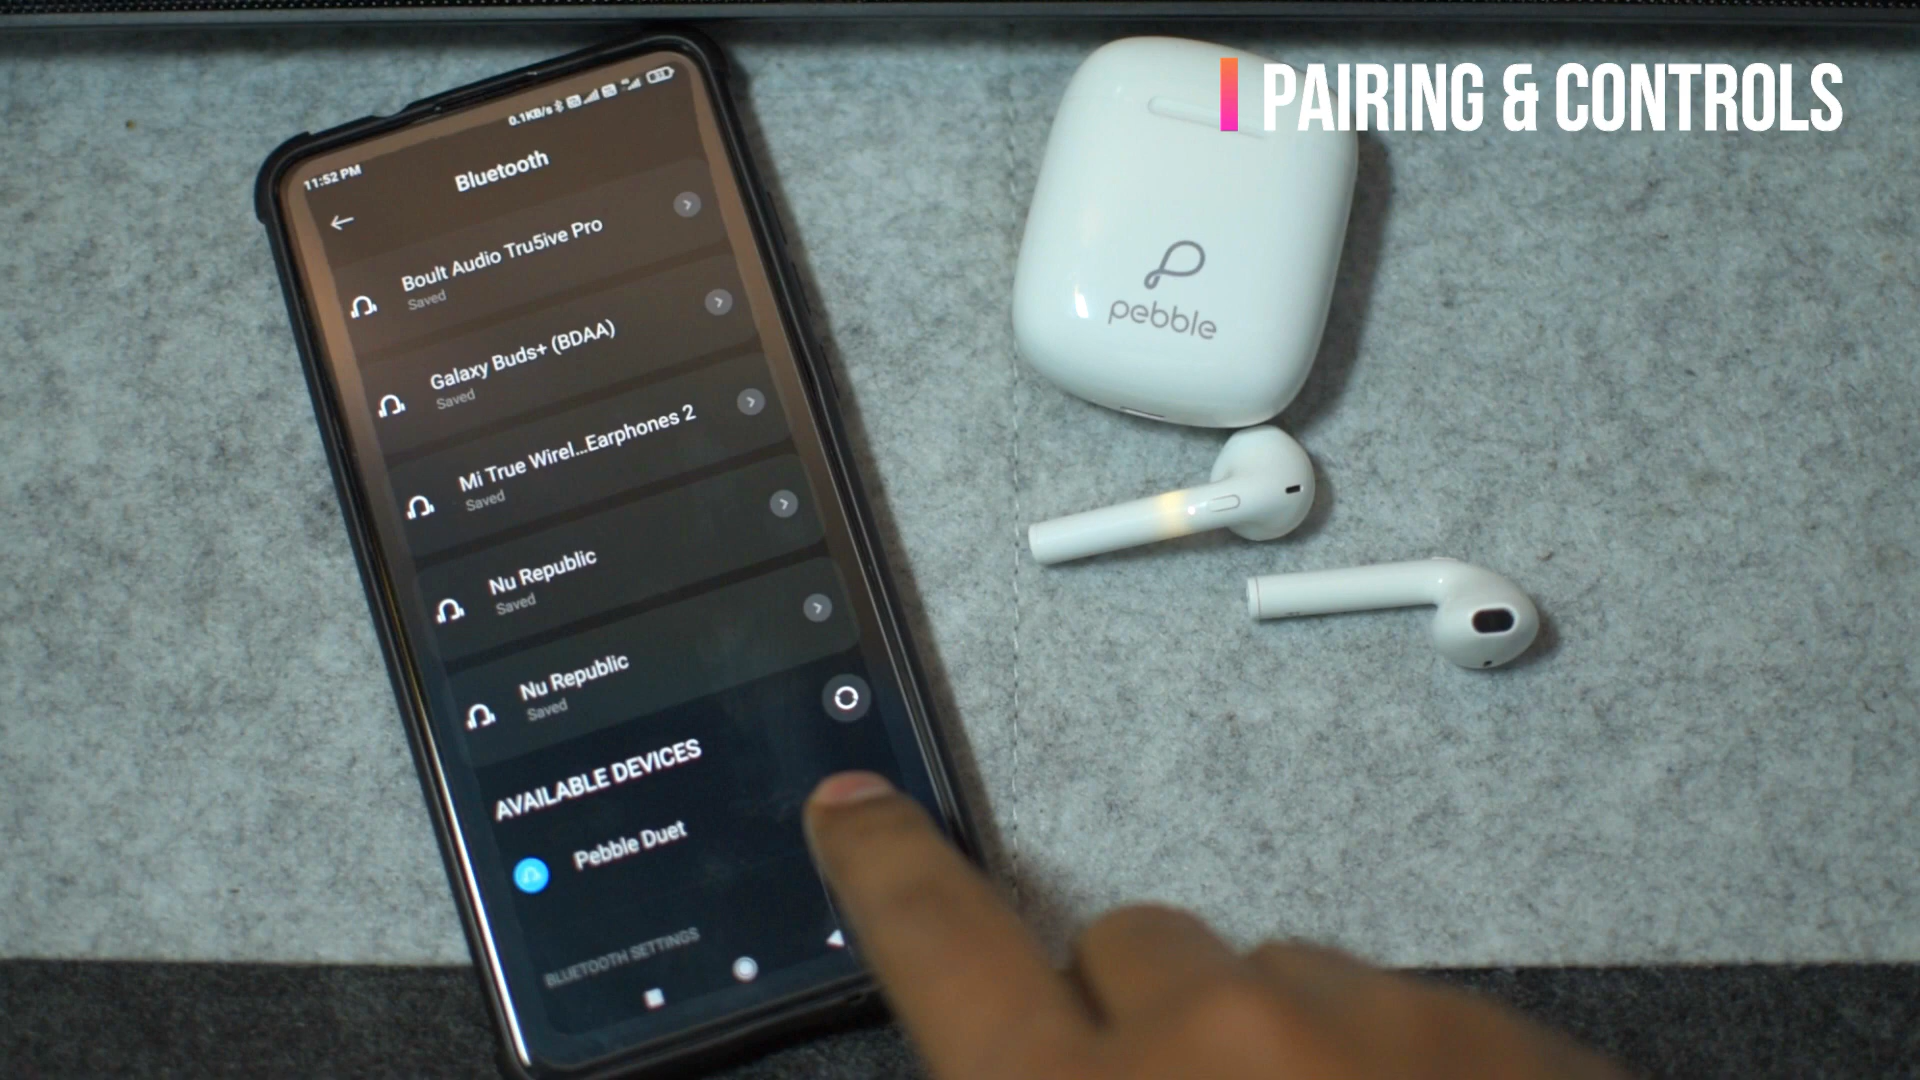 PAIRING & CONTROLS
0.1KB/s
11:52 PM
Bluetooth
Boult Audio Tru5ive Pro
Saved
Galaxy Buds+ (BDAA)
Saved
Mi True Wirel...Earphones 2
Saved
Nu Republic
Saved
Nu Republic
Saved
AVAILABLE DEVICES
Pebble Duet
BLUETOOTH SETTINGS
pebble